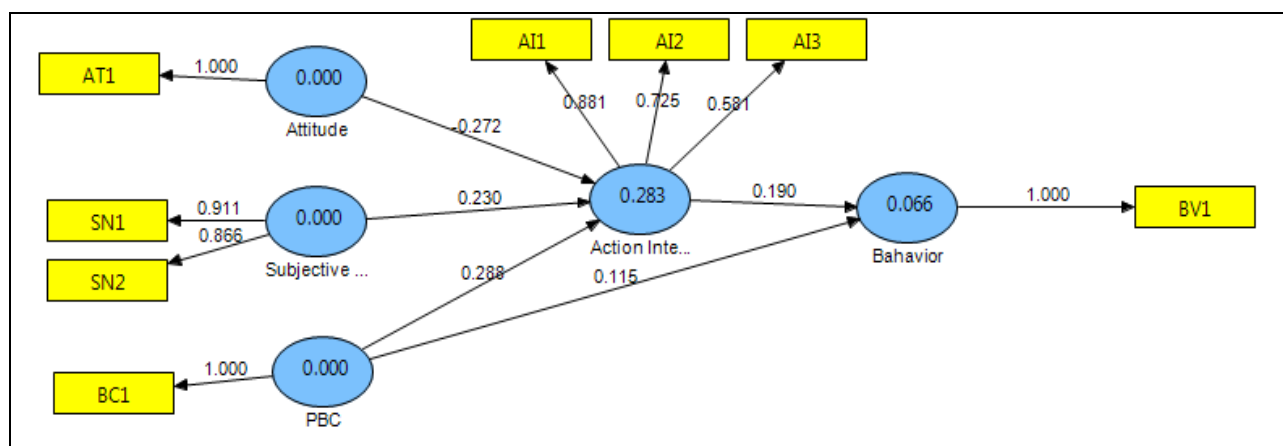 AI1
AI2
AI3
AT1
1.000
0.000
Attitude
0.881
0.725
0.581
-0.272
SN1
0.911
0.000
0.230
0.283
0.190
0.066
1.000
BV1
SN2
0.866
Subjective ...
Action Inte...
Bahavior
0.288
0.115
BC1
1.000
0.000
PBC